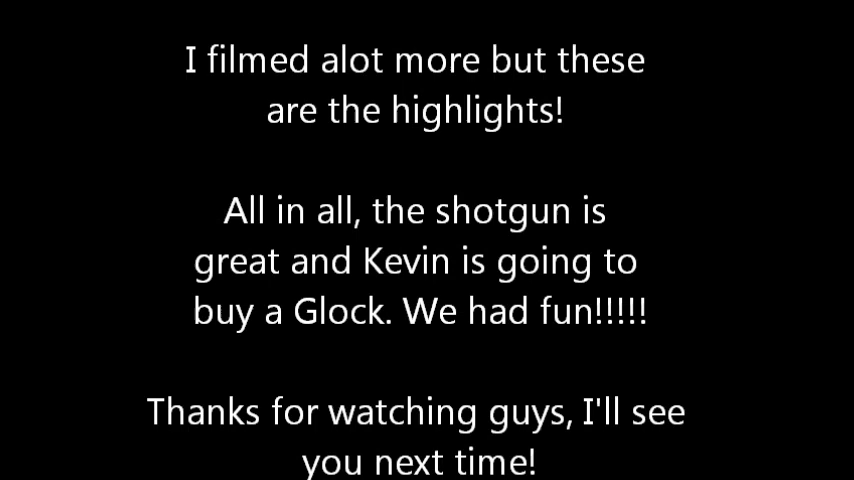 I filmed alot more but these
are the highlights!
All in all, the shotgun is
great and Kevin is going to
buy a Glock. We had fun!!!!!
Thanks for watching guys, I'll see
you next time!